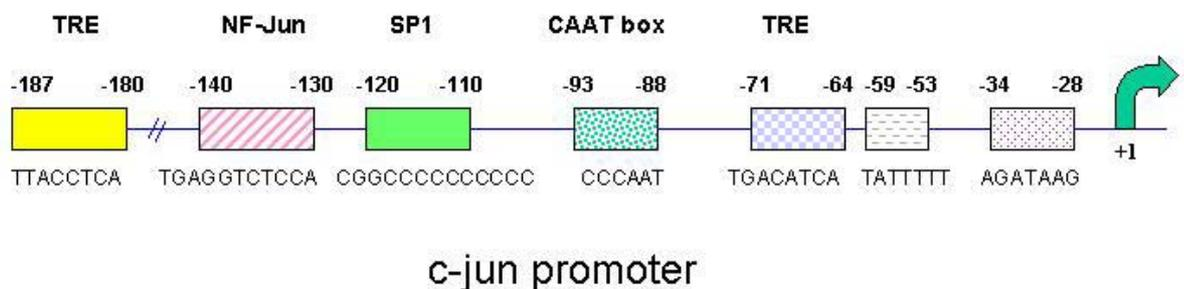 TRE NF-Jun SP1 CAAT box TRE
-187 -180 -140 -130 -120 -110 -93 -88 -71 -64 -59 -53 -34 -28
+1
TTACCTCA TGAGGTCTCCA CGGCCCCCCCCCC CCCAAT TGACATCA TATTTTT AGATAAG
c-jun promoter